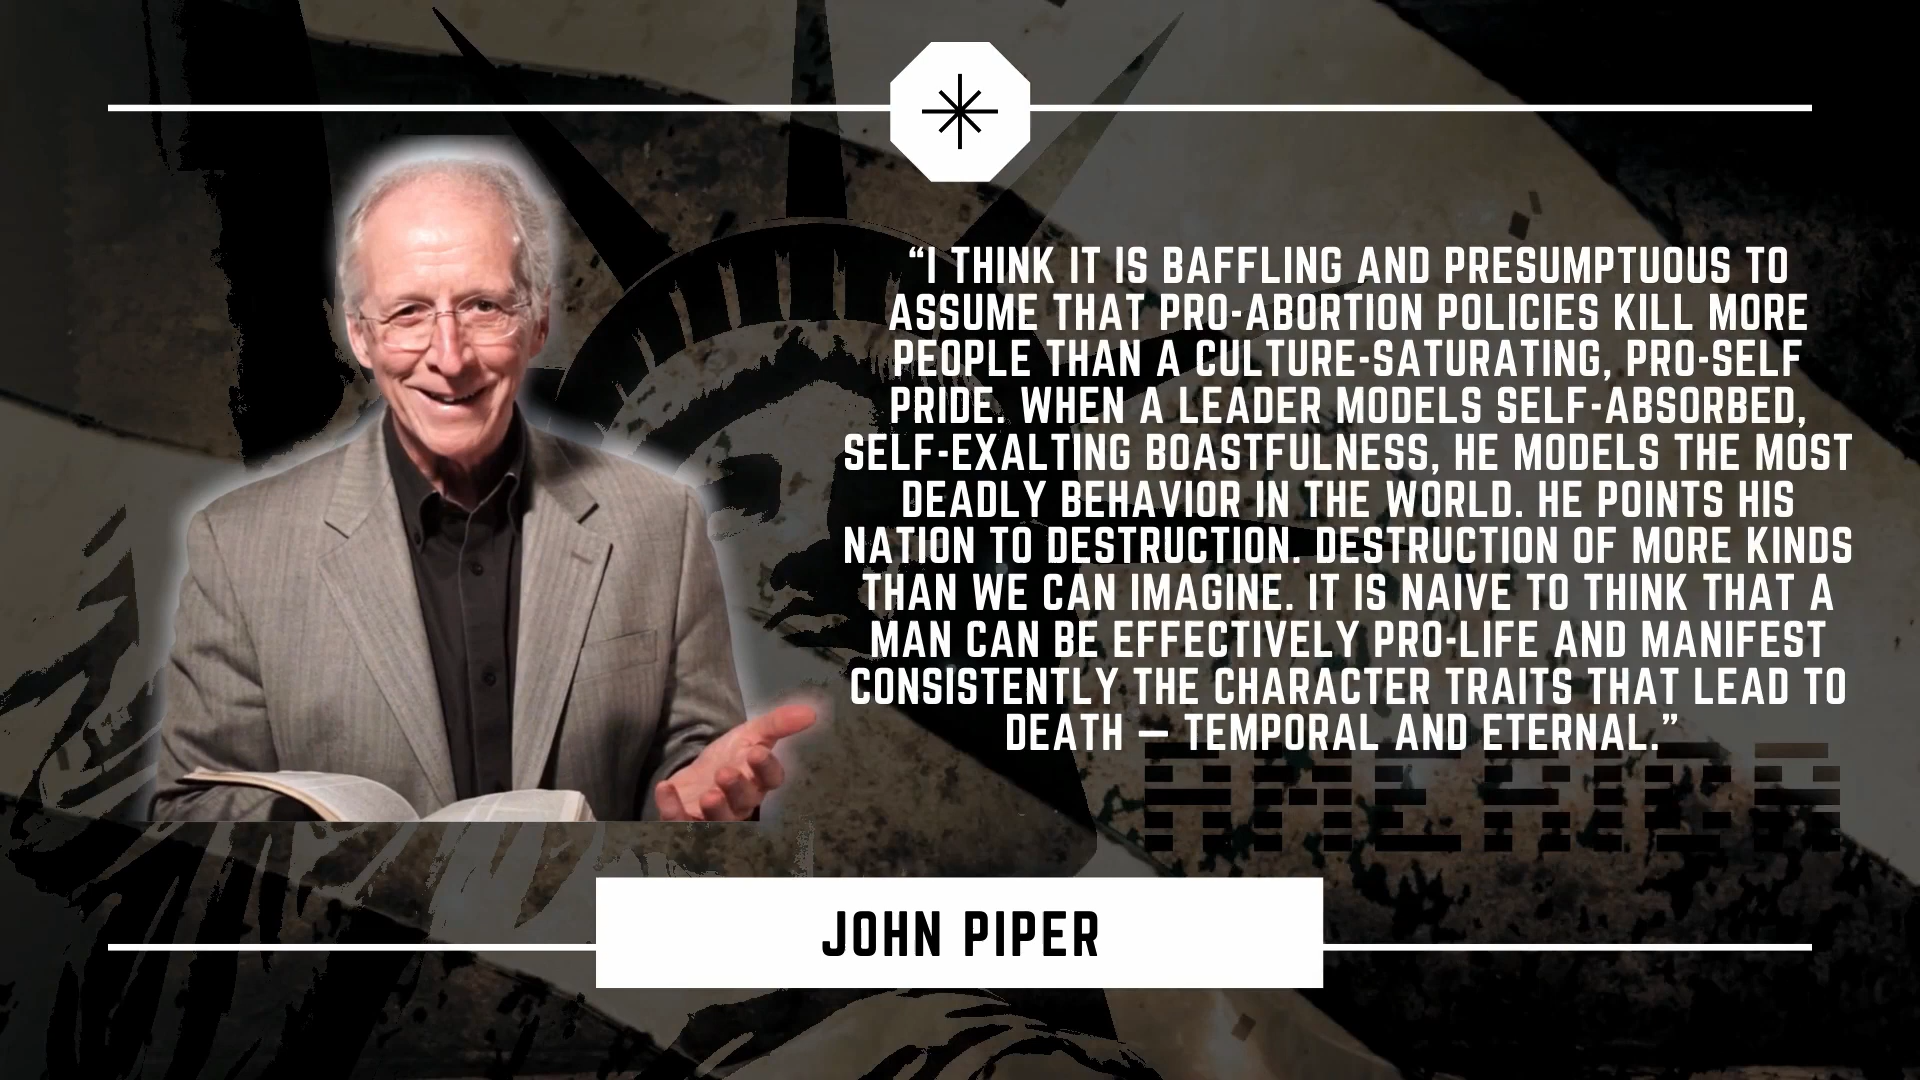 “I THINK IT IS BAFFLING AND PRESUMPTUOUS TO
ASSUME THAT PRO-ABORTION POLICIES KILL MORE
PEOPLE THAN A CULTURE-SATURATING, PRO-SELF
PRIDE. WHEN A LEADER MODELS SELF-ABSORBED,
SELF-EXALTING BOASTFULNESS, HE MODELS THE MOST
DEADLY BEHAVIOR IN THE WORLD. HE POINTS HIS
NATION TO DESTRUCTION. DESTRUCTION OF MORE KINDS
THAN WE CAN IMAGINE. IT IS NAIVE TO THINK THAT A
MAN CAN BE EFFECTIVELY PRO-LIFE AND MANIFEST
CONSISTENTLY THE CHARACTER TRAITS THAT LEAD TO
DEATH — TEMPORAL AND ETERNAL.”
JOHN PIPER